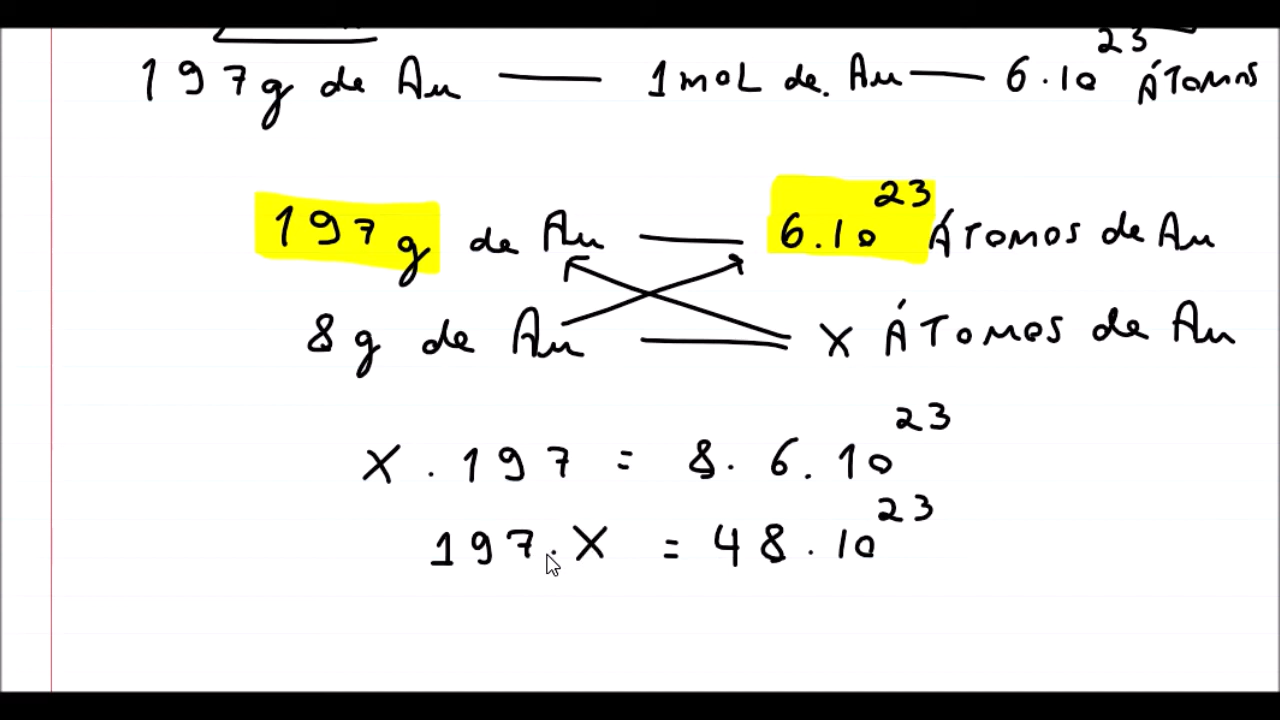 197g de Au — 1 mol de. Au — 6.10²³ Átomos
197g de Au — 6.10²³ Átomos de Au
8g de Au — X Átomos de Au
X . 197 = 8. 6. 10²³
197. X = 48. 10²³